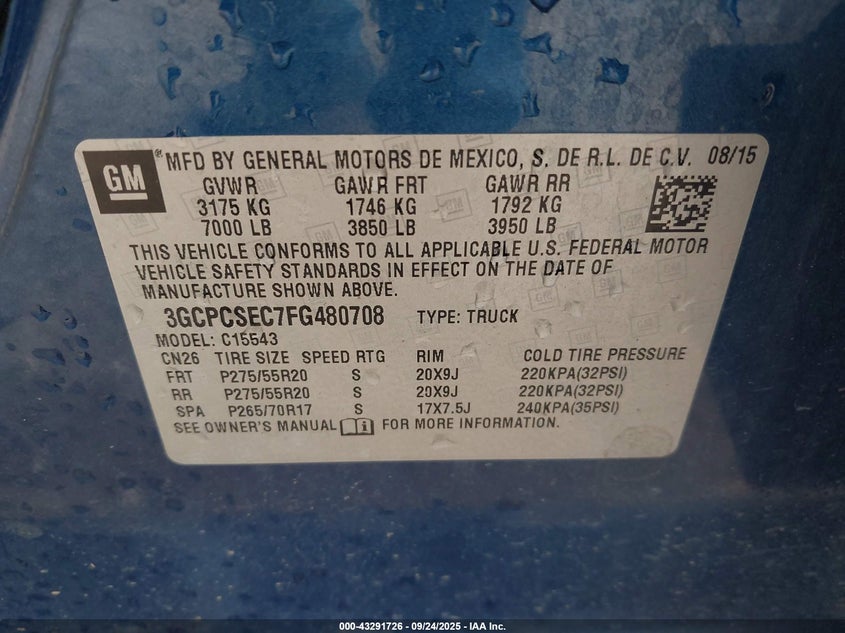 GM ® MFD BY GENERAL MOTORS DE MEXICO, S. DE R.L. DE C.V. 08/15
GVWR GAWR FRT GAWR RR
3175 KG 1746 KG 1792 KG
7000 LB 3850 LB 3950 LB
THIS VEHICLE CONFORMS TO ALL APPLICABLE U.S. FEDERAL MOTOR
VEHICLE SAFETY STANDARDS IN EFFECT ON THE DATE OF
MANUFACTURE SHOWN ABOVE.
3GCPCSEC7FG480708 TYPE: TRUCK
MODEL: C15543
CN26 TIRE SIZE SPEED RTG RIM COLD TIRE PRESSURE
FRT P275/55R20 S 20X9J 220KPA(32PSI)
RR P275/55R20 S 20X9J 220KPA(32PSI)
SPA P265/70R17 S 17X7.5J 240KPA(35PSI)
SEE OWNER'S MANUAL FOR MORE INFORMATION.
000-43291726 - 09/24/2025 - IAA Inc.